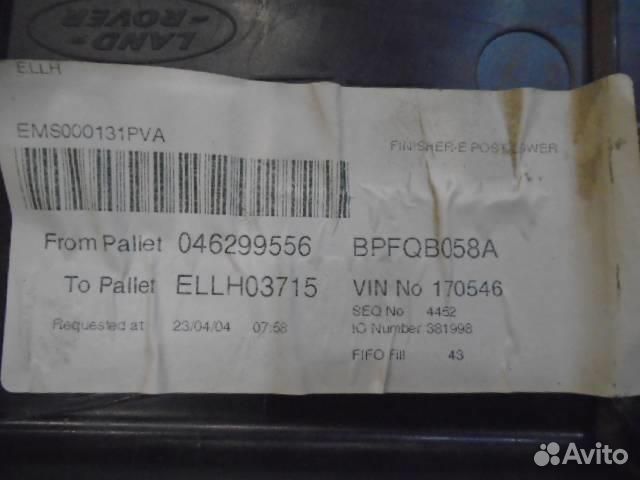 LAND-
ROVER
ELLH
EMS000131PVA
FINISHER-E POST LOWER
From Pallet 046299556 BPFQB058A
To Pallet ELLH03715 VIN No 170546
SEQ No 4452
Requested at 23/04/04 07:58 IC Number 381998
FIFO Fill 43
Avito